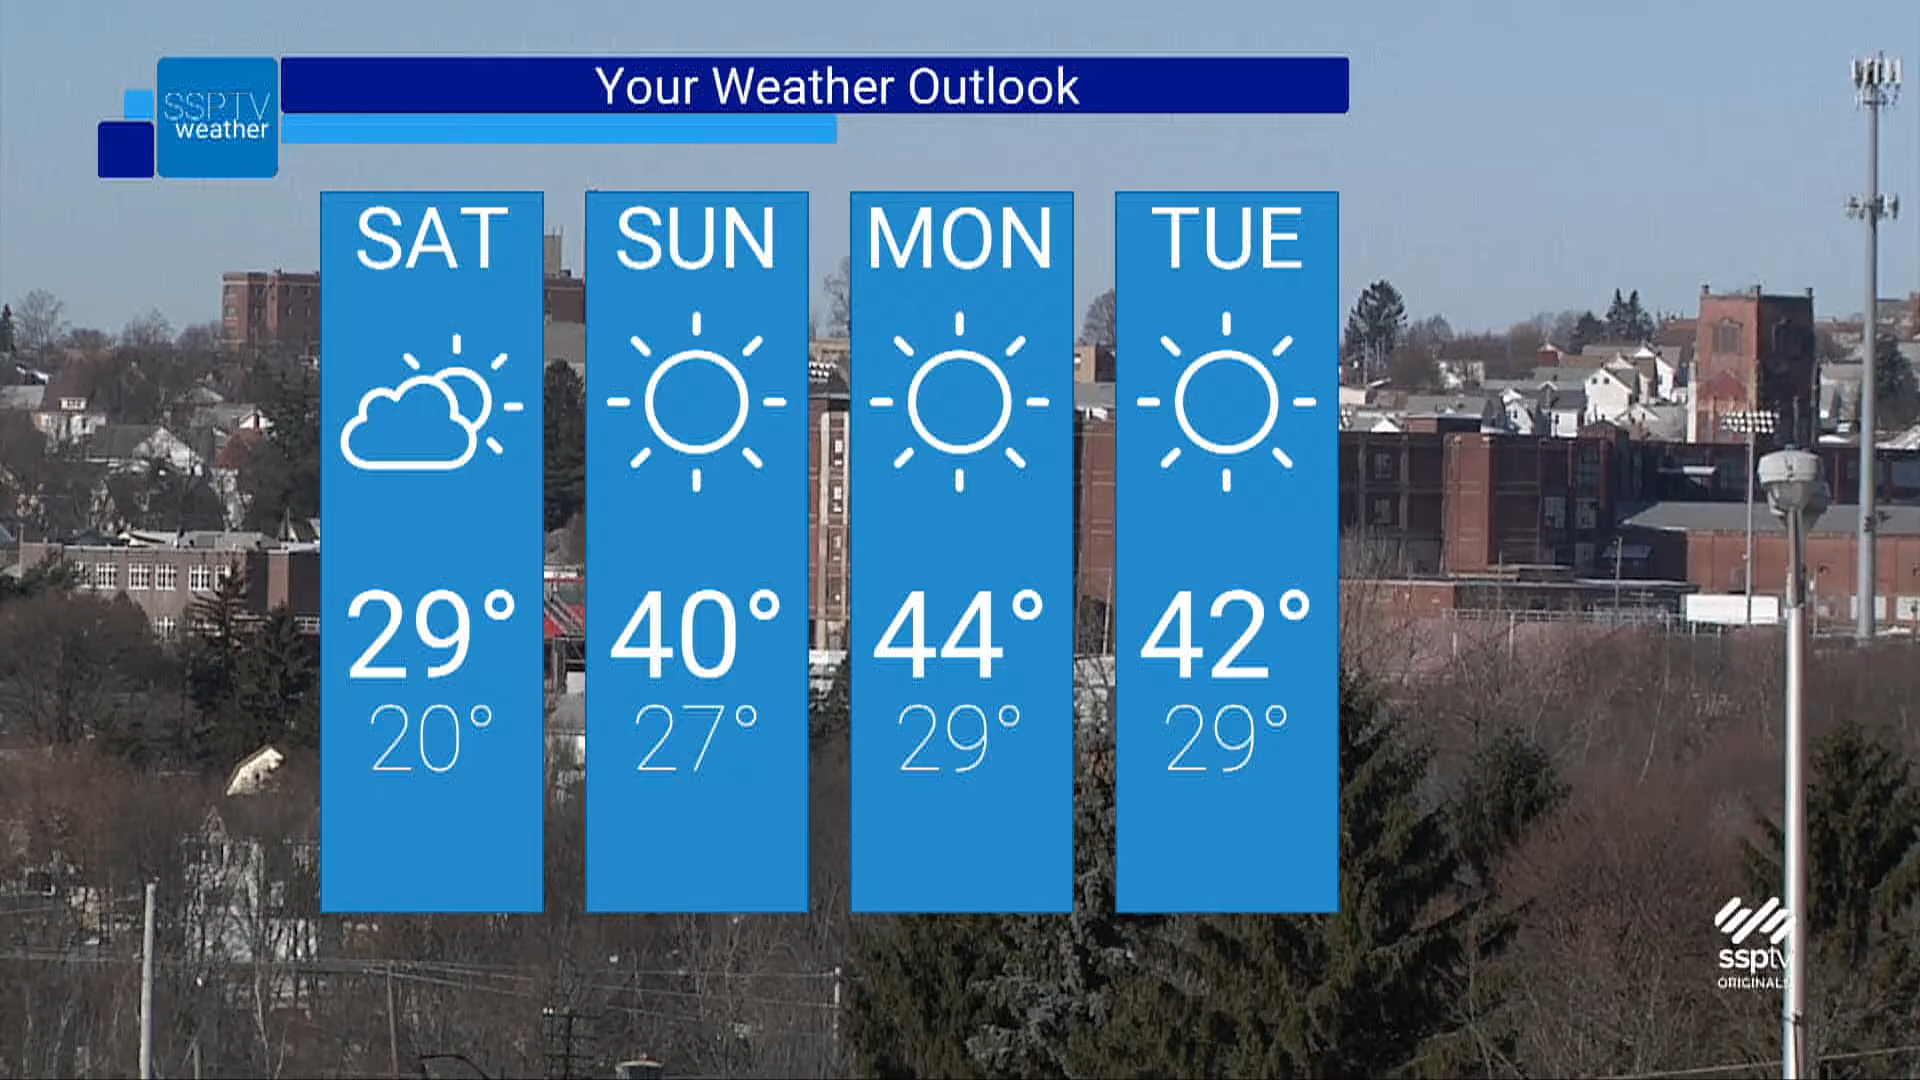 SSPTV
weather
Your Weather Outlook
SAT
SUN
MON
TUE
29°
40°
44°
42°
20°
27°
29°
29°
ssptv
ORIGINALS